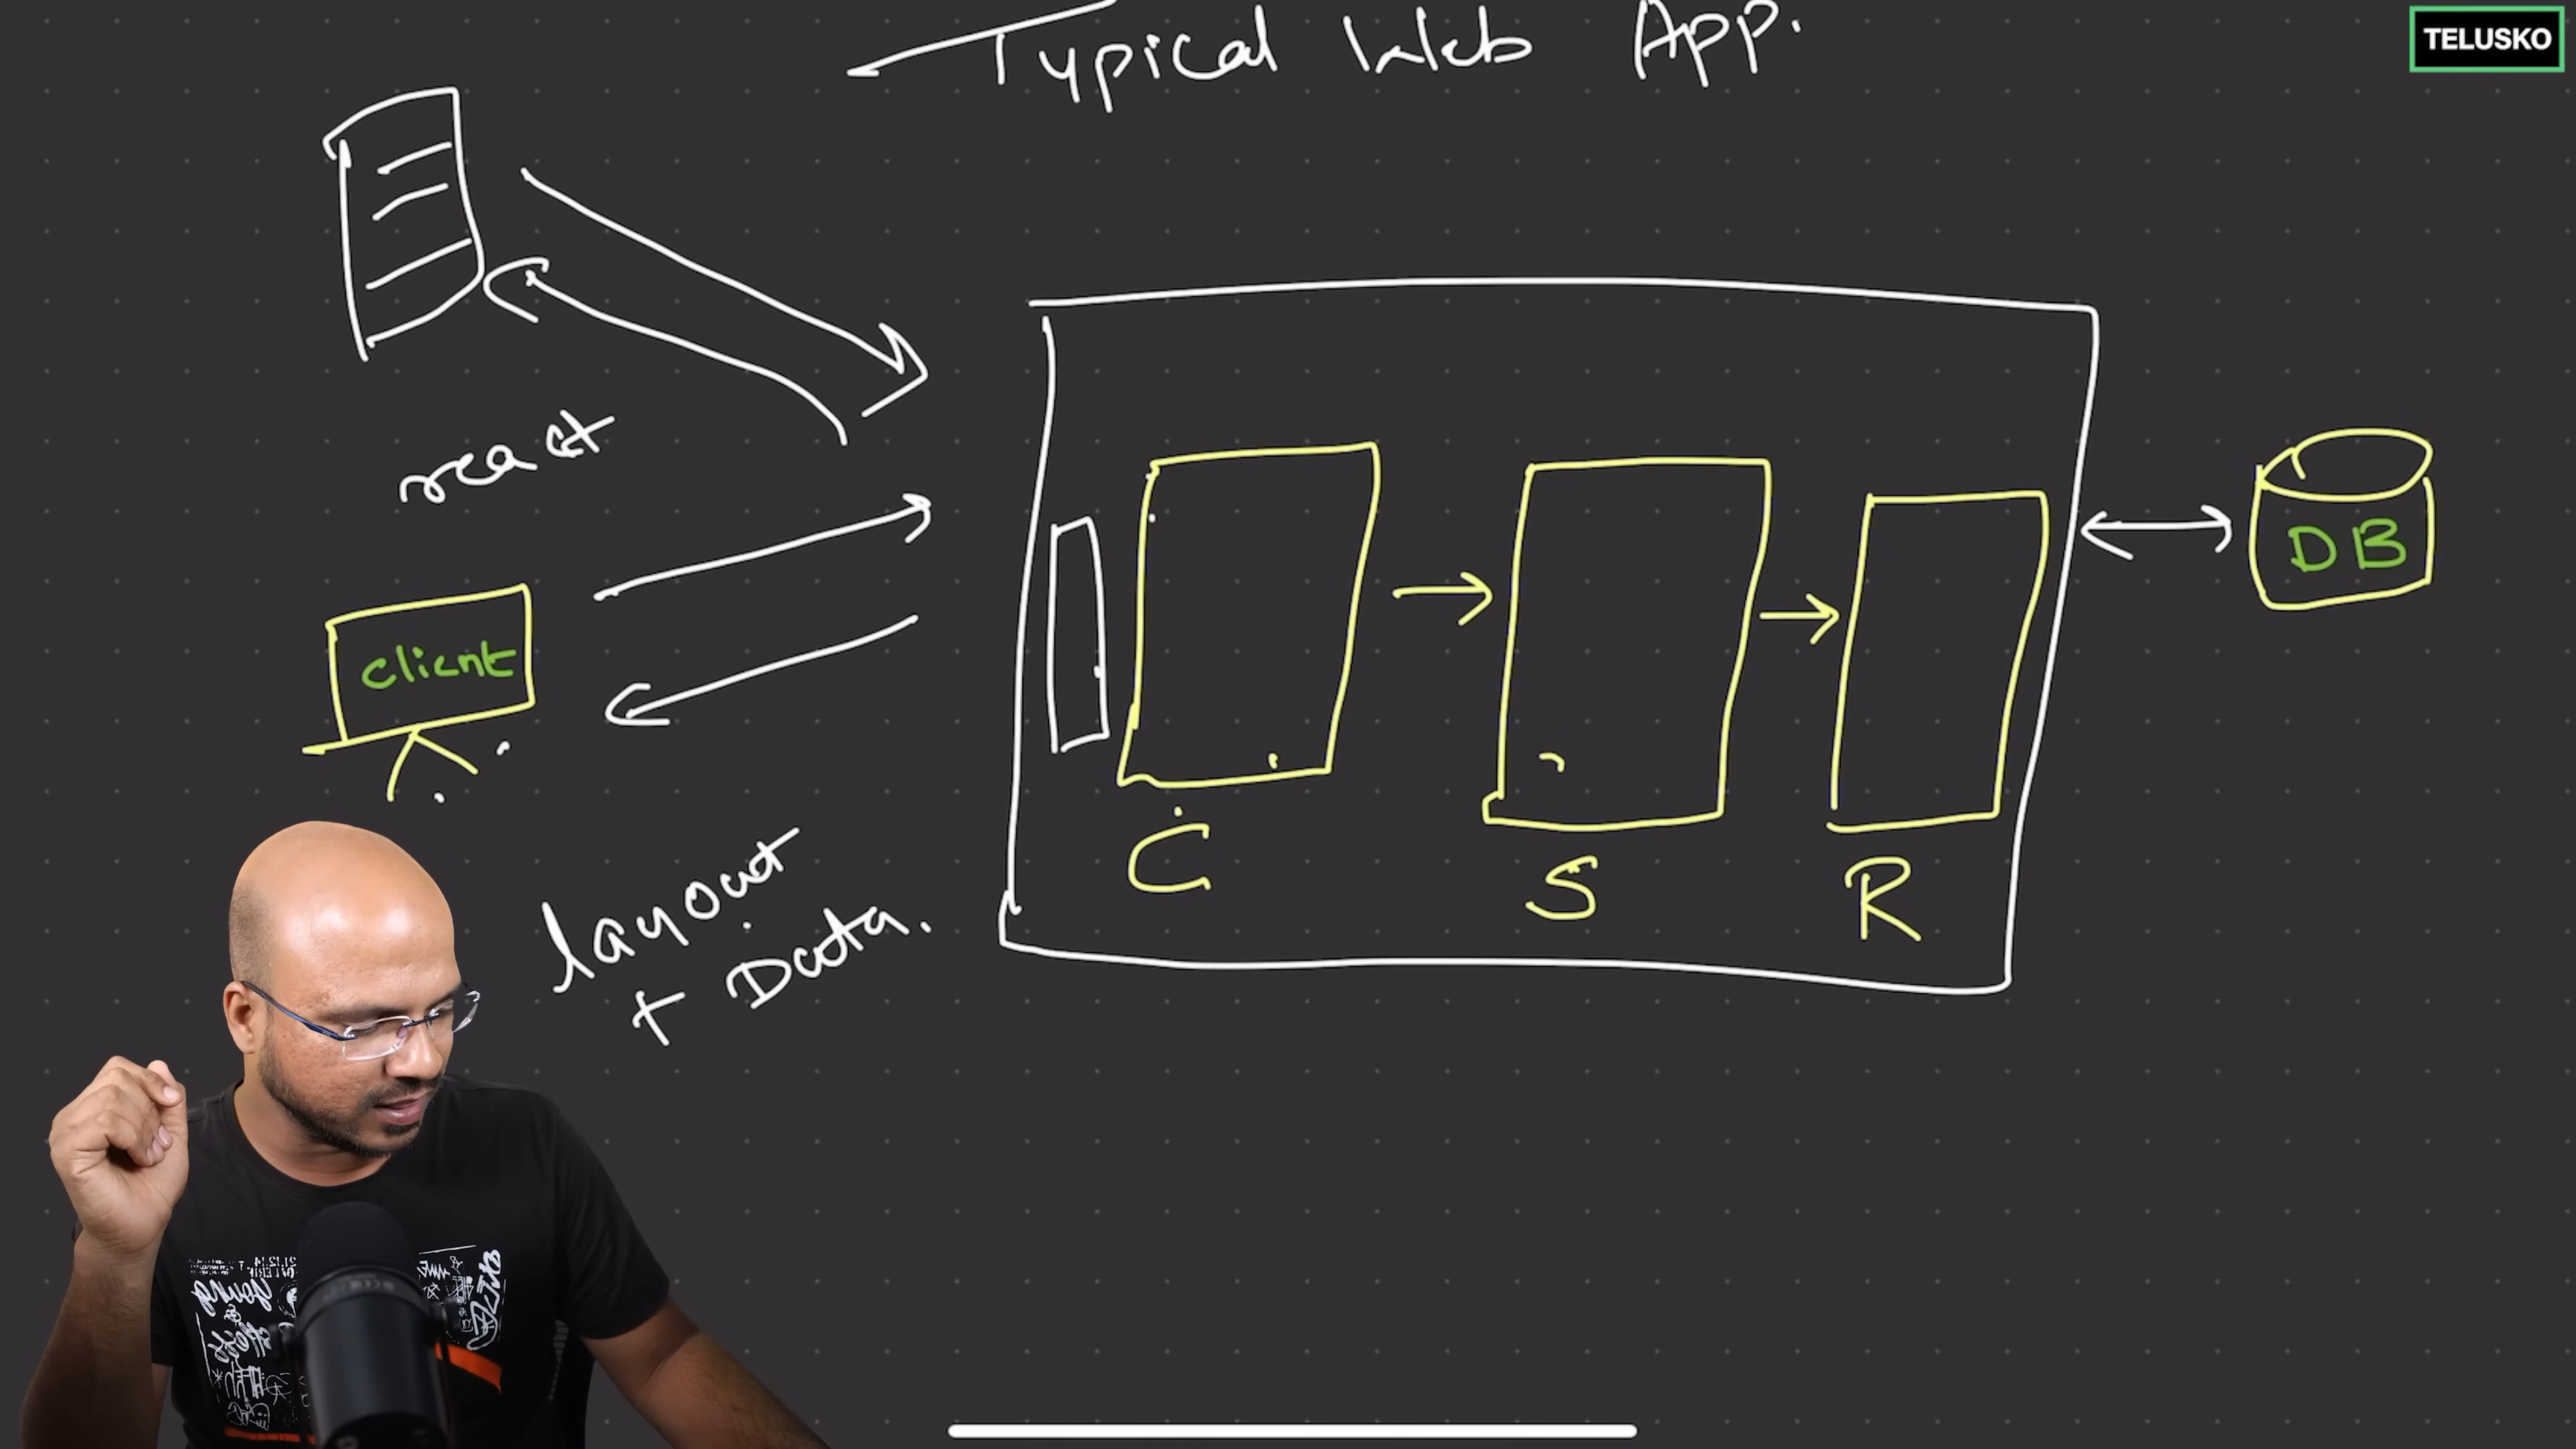 Typical Web App.
TELUSKO
react
DB
client
C
S
R
layout
+ Data.